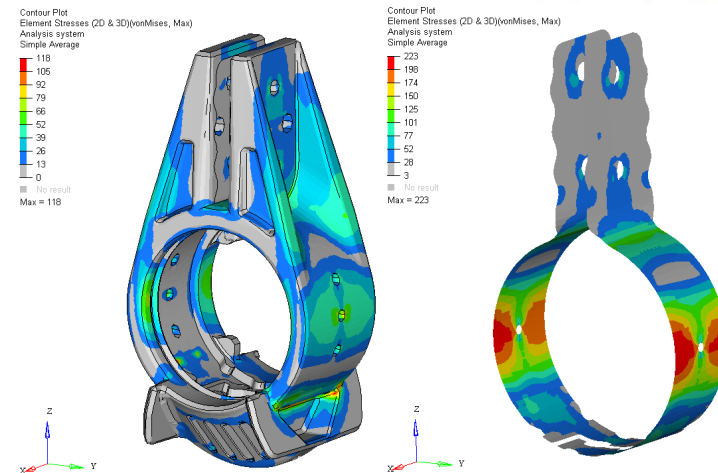 Contour Plot
Element Stresses (2D & 3D)(vonMises, Max)
Analysis system
Simple Average
118
105
92
79
66
52
39
26
13
0
No result
Max = 118
Z
X
Y
Contour Plot
Element Stresses (2D & 3D)(vonMises, Max)
Analysis system
Simple Average
223
198
174
150
125
101
77
52
28
3
No result
Max = 223
Z
X
Y